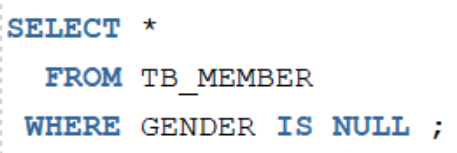 SELECT *
FROM TB_MEMBER
WHERE GENDER IS NULL ;